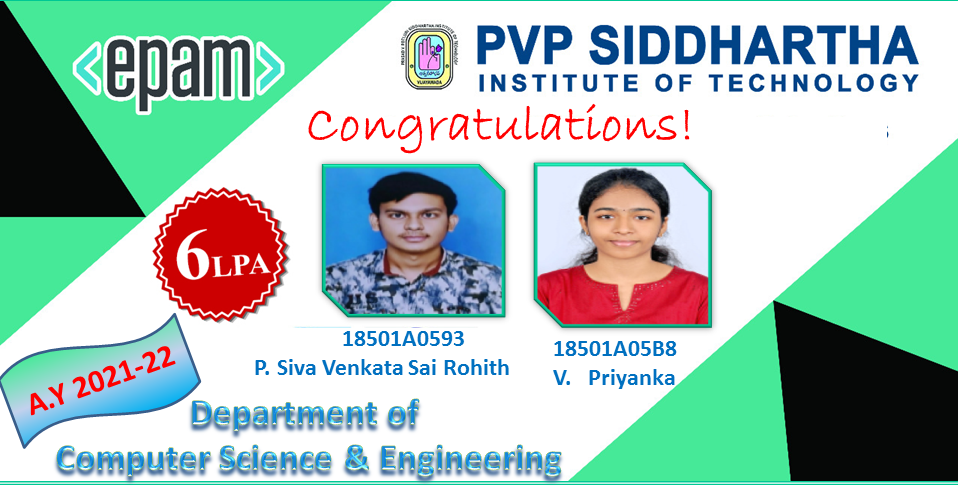 <epam>
PVP SIDDHARTHA
INSTITUTE OF TECHNOLOGY
VIJAYAWADA
Congratulations!
6LPA
18501A0593
P. Siva Venkata Sai Rohith
18501A05B8
V. Priyanka
A.Y 2021-22
Department of
Computer Science & Engineering